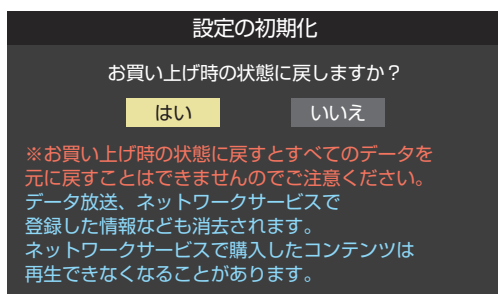 設定の初期化
お買い上げ時の状態に戻しますか？
はい いいえ
※お買い上げ時の状態に戻すとすべてのデータを
元に戻すことはできませんのでご注意ください。
データ放送、ネットワークサービスで
登録した情報なども消去されます。
ネットワークサービスで購入したコンテンツは
再生できなくなることがあります。